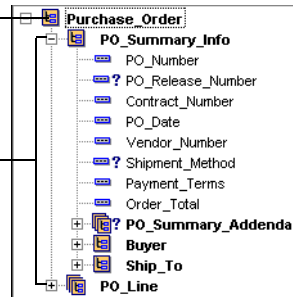 Purchase_Order
PO_Summary_Info
PO_Number
? PO_Release_Number
Contract_Number
PO_Date
Vendor_Number
? Shipment_Method
Payment_Terms
Order_Total
? PO_Summary_Addenda
Buyer
Ship_To
PO_Line